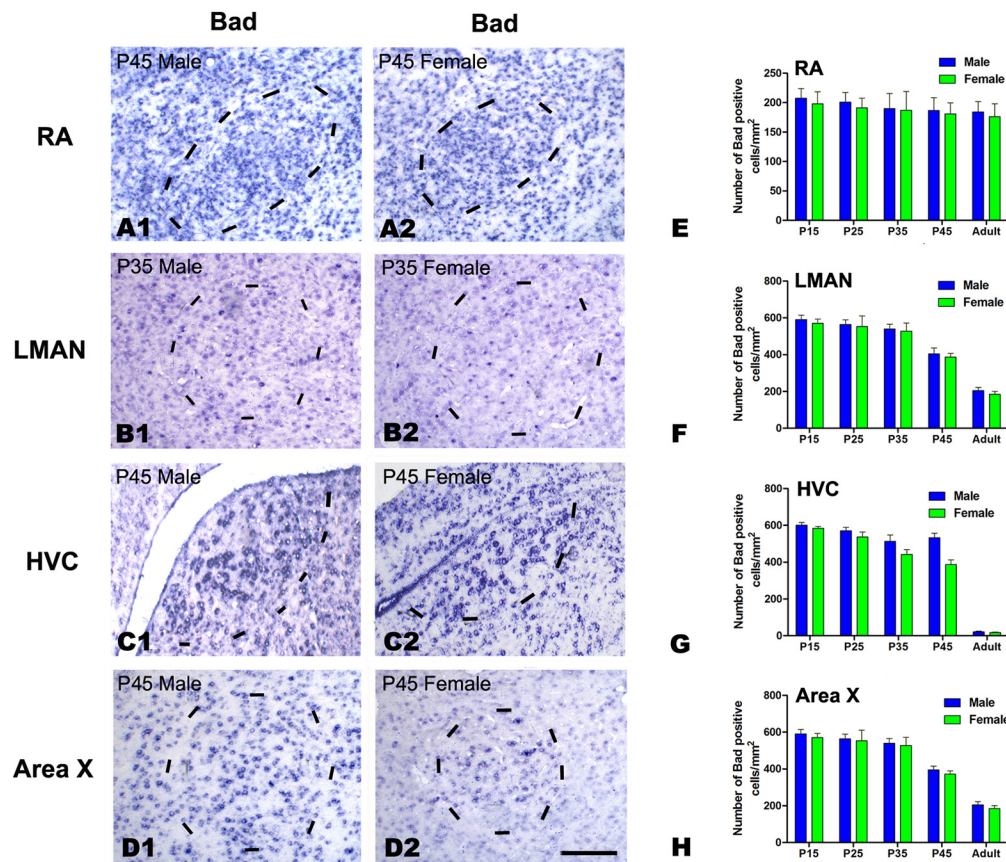 Bad
Bad
RA
P45 Male
A1
P45 Female
A2
LMAN
P35 Male
B1
P35 Female
B2
HVC
P45 Male
C1
P45 Female
C2
Area X
P45 Male
D1
P45 Female
D2
RA
Male
Female
Number of Bad positive
cells/mm²
250
200
150
100
50
0
P15 P25 P35 P45 Adult
E
LMAN
Male
Female
Number of Bad positive
cells/mm²
800
600
400
200
0
P15 P25 P35 P45 Adult
F
HVC
Male
Female
Number of Bad positive
cells/mm²
800
600
400
200
0
P15 P25 P35 P45 Adult
G
Area X
Male
Female
Number of Bad positive
cells/mm²
800
600
400
200
0
P15 P25 P35 P45 Adult
H